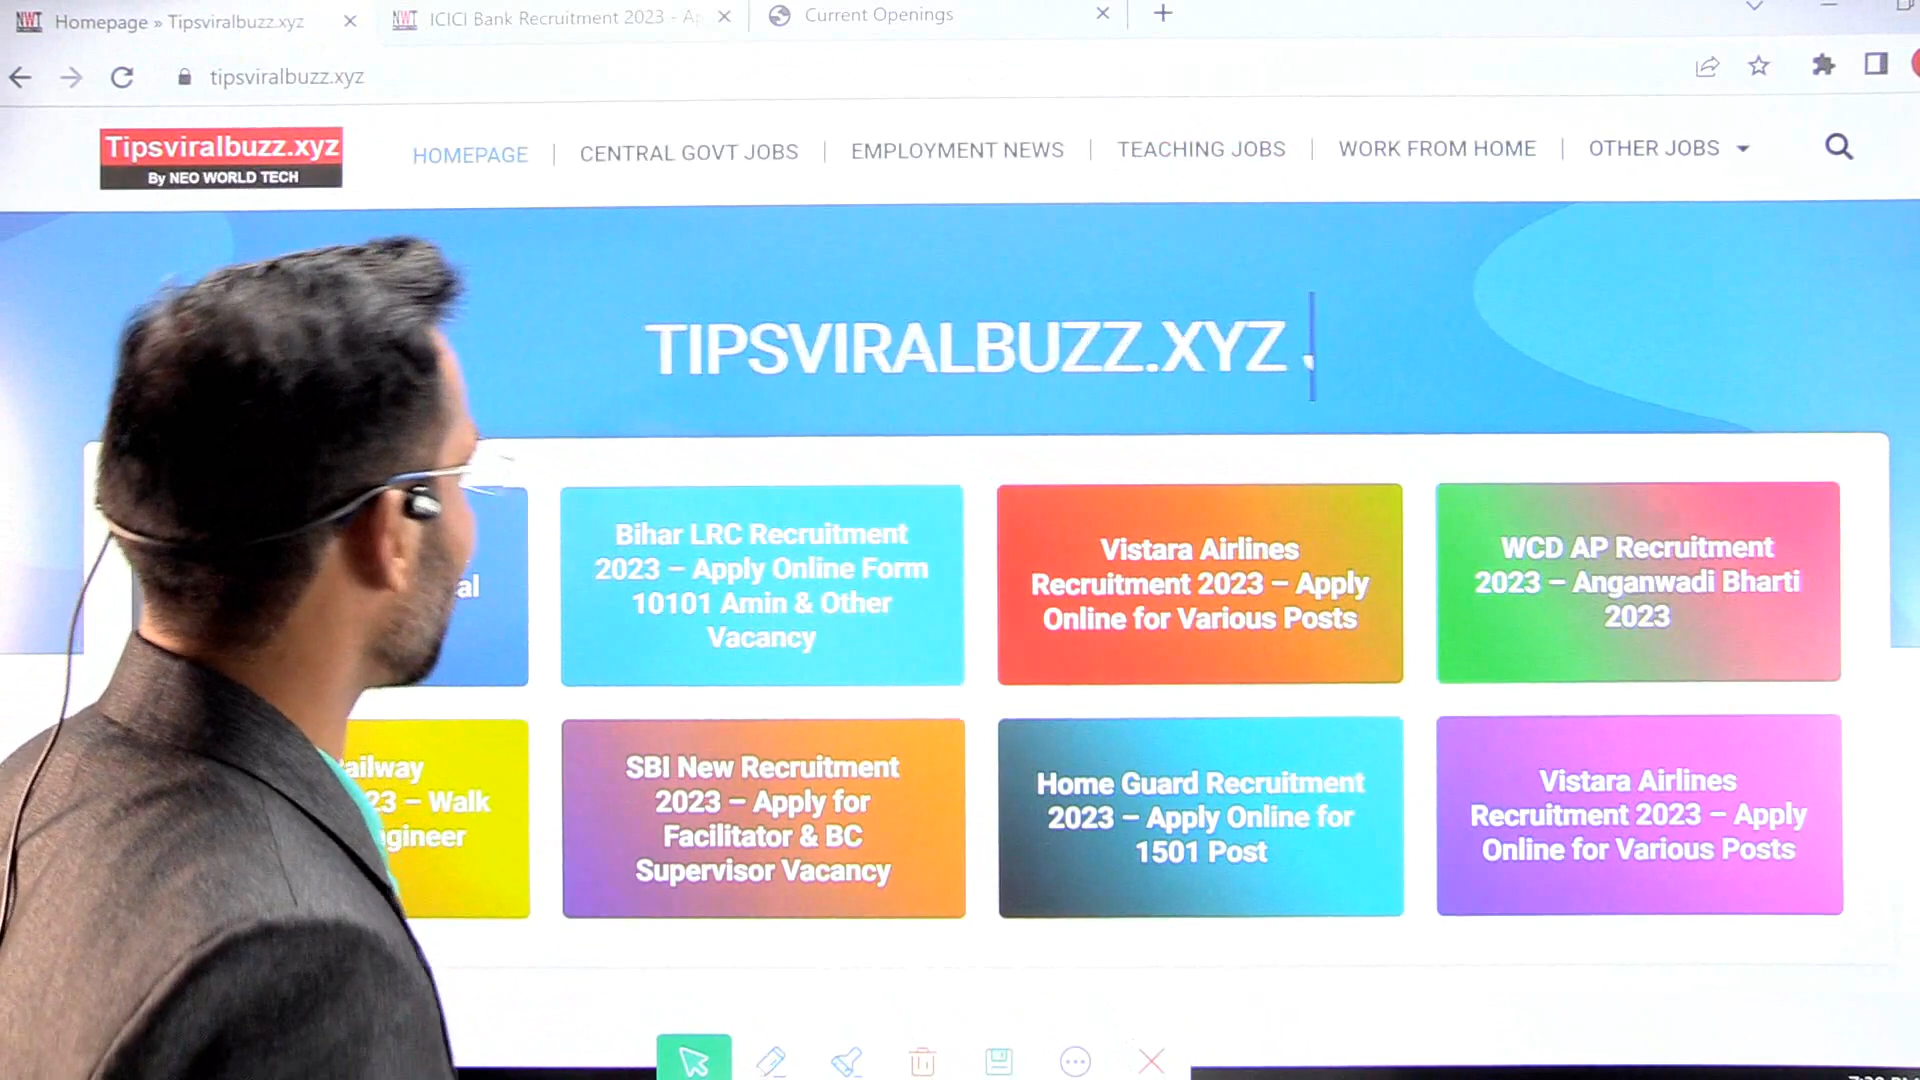 Homepage » Tipsviralbuzz.xyz
ICICI Bank Recruitment 2023 - Ap
Current Openings
tipsviralbuzz.xyz
Tipsviralbuzz.xyz
By NEO WORLD TECH
HOMEPAGE
CENTRAL GOVT JOBS
EMPLOYMENT NEWS
TEACHING JOBS
WORK FROM HOME
OTHER JOBS
TIPSVIRALBUZZ.XYZ
al
Bihar LRC Recruitment
2023 – Apply Online Form
10101 Amin & Other
Vacancy
Vistara Airlines
Recruitment 2023 – Apply
Online for Various Posts
WCD AP Recruitment
2023 – Anganwadi Bharti
2023
ailway
23 – Walk
gineer
SBI New Recruitment
2023 – Apply for
Facilitator & BC
Supervisor Vacancy
Home Guard Recruitment
2023 – Apply Online for
1501 Post
Vistara Airlines
Recruitment 2023 – Apply
Online for Various Posts